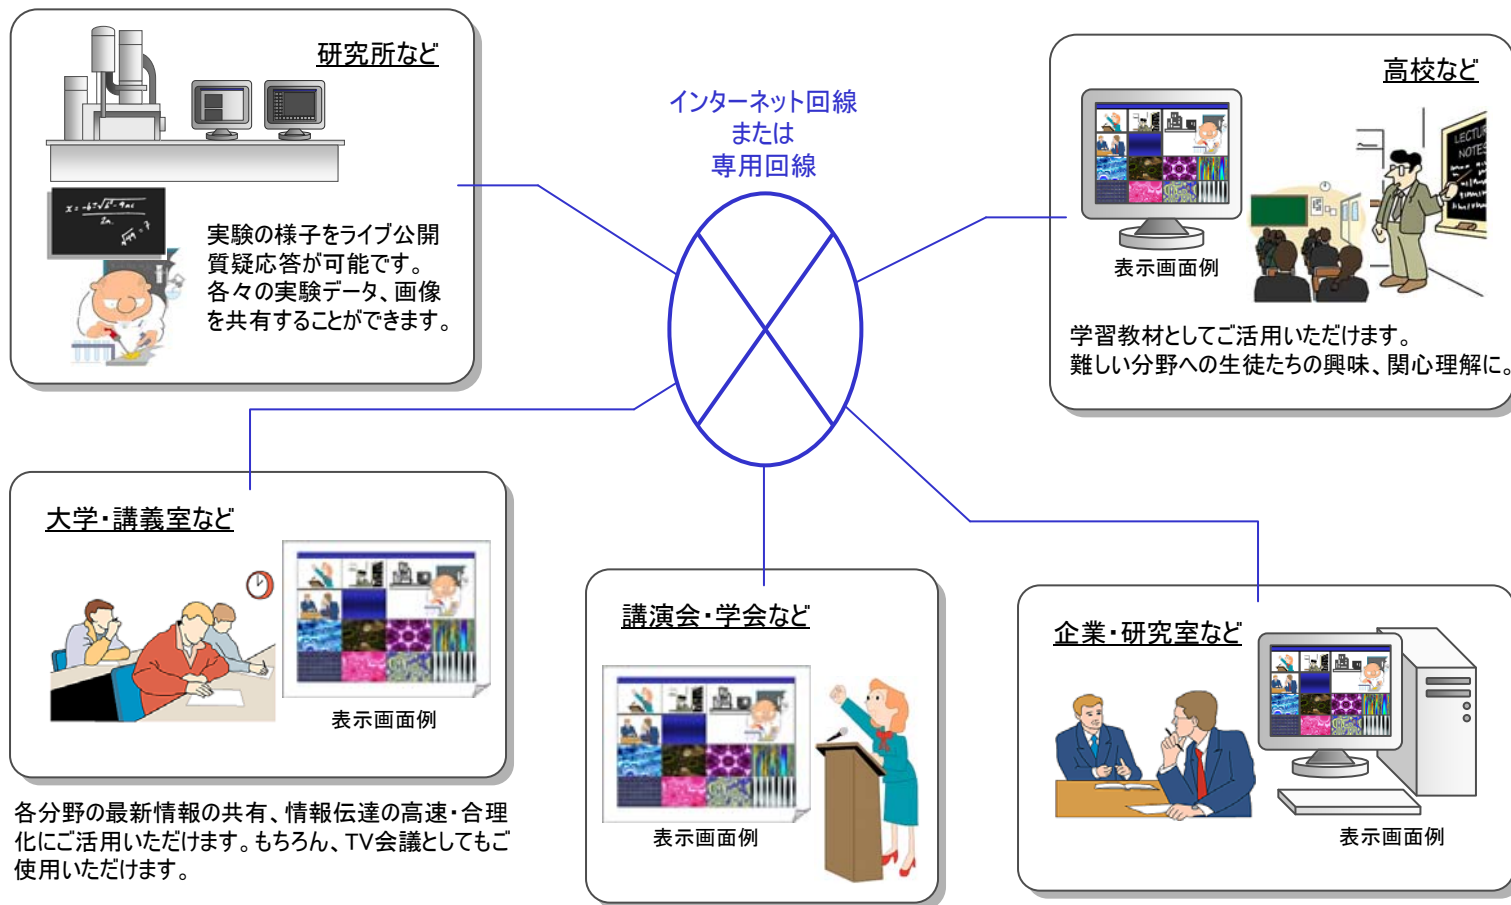 研究所など
実験の様子をライブ公開
質疑応答が可能です。
各々の実験データ、画像
を共有することができます。
インターネット回線
または
専用回線
高校など
LECTUR
NOTES
表示画面例
学習教材としてご活用いただけます。
難しい分野への生徒たちの興味、関心理解に。
大学・講義室など
表示画面例
各分野の最新情報の共有、情報伝達の高速・合理
化にご活用いただけます。もちろん、TV会議としてもご
使用いただけます。
講演会・学会など
表示画面例
企業・研究室など
表示画面例